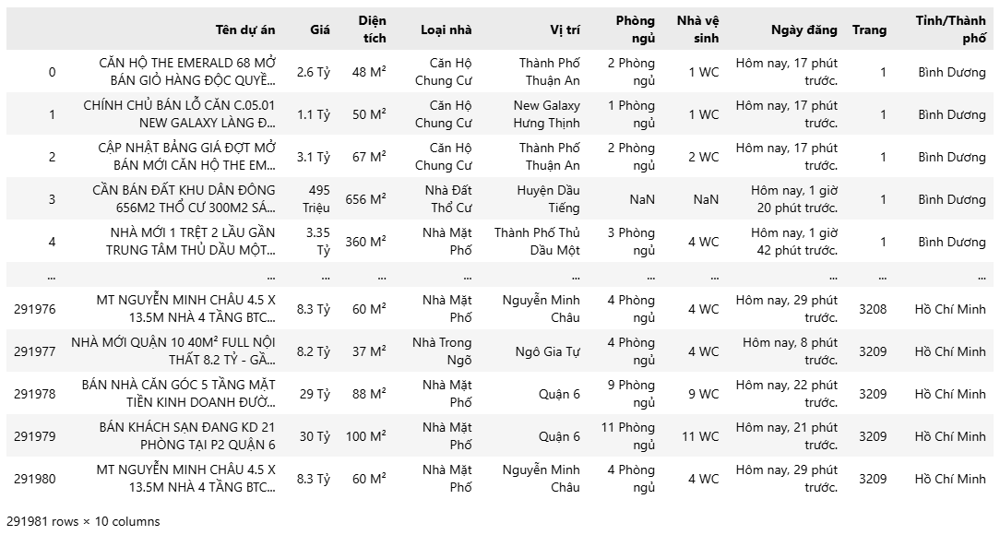 Tên dự án Giá Diện tích Loại nhà Vị trí Phòng ngủ Nhà vệ sinh Ngày đăng Trang Tỉnh/Thành phố
0 CĂN HỘ THE EMERALD 68 MỞ BÁN GIỎ HÀNG ĐỘC QUYỀ... 2.6 Tỷ 48 M² Căn Hộ Chung Cư Thành Phố Thuận An 2 Phòng ngủ 1 WC Hôm nay, 17 phút trước. 1 Bình Dương
1 CHÍNH CHỦ BÁN LỖ CĂN C.05.01 NEW GALAXY LÀNG Đ... 1.1 Tỷ 50 M² Căn Hộ Chung Cư New Galaxy Hưng Thịnh 1 Phòng ngủ 1 WC Hôm nay, 17 phút trước. 1 Bình Dương
2 CẬP NHẬT BẢNG GIÁ ĐỢT MỞ BÁN MỚI CĂN HỘ THE EM... 3.1 Tỷ 67 M² Căn Hộ Chung Cư Thành Phố Thuận An 2 Phòng ngủ 2 WC Hôm nay, 17 phút trước. 1 Bình Dương
3 CẦN BÁN ĐẤT KHU DÂN ĐÔNG 656M2 THỔ CƯ 300M2 SÁ... 495 Triệu 656 M² Nhà Đất Thổ Cư Huyện Dầu Tiếng NaN NaN Hôm nay, 1 giờ 20 phút trước. 1 Bình Dương
4 NHÀ MỚI 1 TRỆT 2 LẦU GẦN TRUNG TÂM THỦ DẦU MỘT... 3.35 Tỷ 360 M² Nhà Mặt Phố Thành Phố Thủ Dầu Một 3 Phòng ngủ 4 WC Hôm nay, 1 giờ 42 phút trước. 1 Bình Dương
... ... ... ... ... ... ... ... ... ... ...
291976 MT NGUYỄN MINH CHÂU 4.5 X 13.5M NHÀ 4 TẦNG BTC... 8.3 Tỷ 60 M² Nhà Mặt Phố Nguyễn Minh Châu 4 Phòng ngủ 4 WC Hôm nay, 29 phút trước. 3208 Hồ Chí Minh
291977 NHÀ MỚI QUẬN 10 40M² FULL NỘI THẤT 8.2 TỶ - GẦ... 8.2 Tỷ 37 M² Nhà Trong Ngõ Ngô Gia Tự 4 Phòng ngủ 4 WC Hôm nay, 8 phút trước. 3209 Hồ Chí Minh
291978 BÁN NHÀ CĂN GÓC 5 TẦNG MẶT TIỀN KINH DOANH ĐƯỜ... 29 Tỷ 88 M² Nhà Mặt Phố Quận 6 9 Phòng ngủ 9 WC Hôm nay, 22 phút trước. 3209 Hồ Chí Minh
291979 BÁN KHÁCH SẠN ĐANG KD 21 PHÒNG TẠI P2 QUẬN 6 30 Tỷ 100 M² Nhà Mặt Phố Quận 6 11 Phòng ngủ 11 WC Hôm nay, 21 phút trước. 3209 Hồ Chí Minh
291980 MT NGUYỄN MINH CHÂU 4.5 X 13.5M NHÀ 4 TẦNG BTC... 8.3 Tỷ 60 M² Nhà Mặt Phố Nguyễn Minh Châu 4 Phòng ngủ 4 WC Hôm nay, 29 phút trước. 3209 Hồ Chí Minh
291981 rows × 10 columns